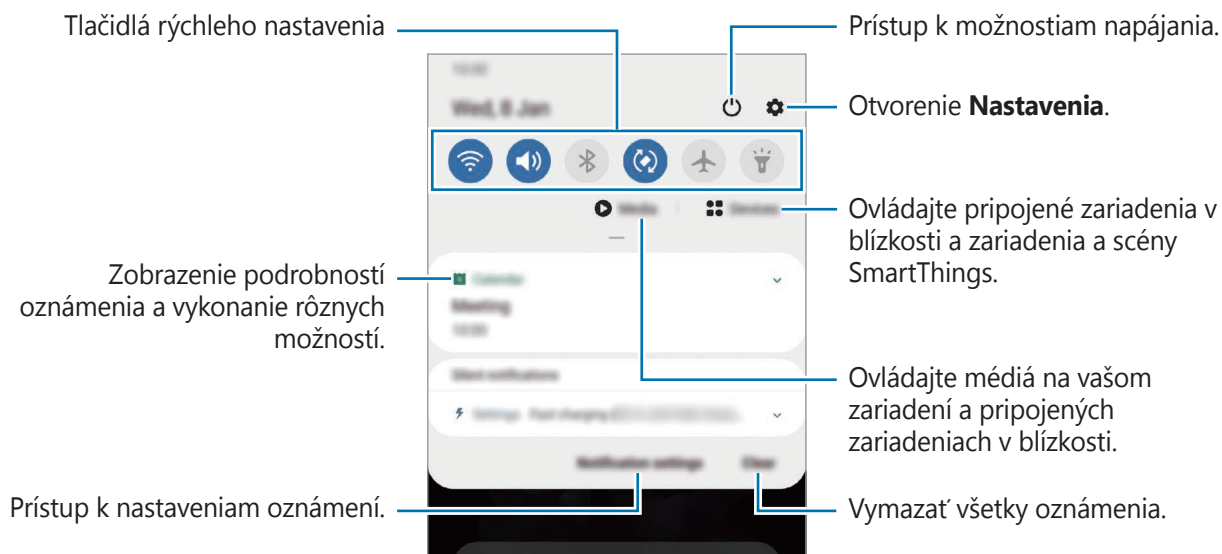 Tlačidlá rýchleho nastavenia
Prístup k možnostiam napájania.
Wed, 8 Jan
Otvorenie Nastavenia.
Media
Devices
Ovládajte pripojené zariadenia v
blízkosti a zariadenia a scény
SmartThings.
Zobrazenie podrobností
oznámenia a vykonanie rôznych
možností.
Calendar
Meeting
10:00
Silent notifications
Settings Fast charging
Ovládajte médiá na vašom
zariadení a pripojených
zariadeniach v blízkosti.
Notification settings
Clear
Prístup k nastaveniam oznámení.
Vymazať všetky oznámenia.